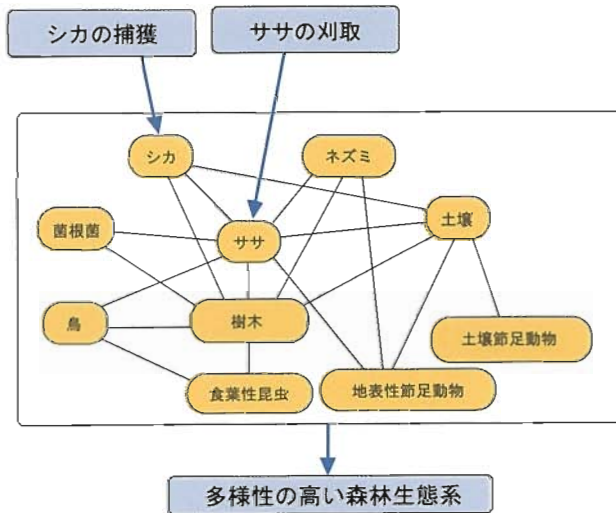 シカの捕獲
ササの刈取
シカ
ネズミ
菌根菌
ササ
土壌
鳥
樹木
土壌節足動物
食葉性昆虫
地表性節足動物
多様性の高い森林生態系